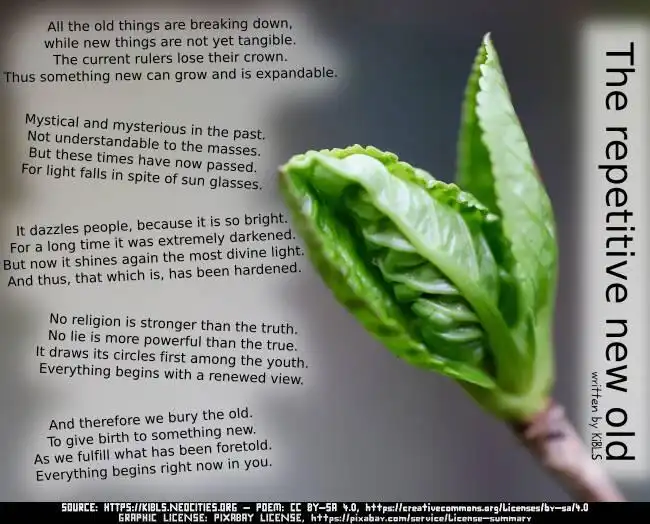 All the old things are breaking down,
while new things are not yet tangible.
The current rulers lose their crown.
Thus something new can grow and is expandable.
Mystical and mysterious in the past.
Not understandable to the masses.
But these times have now passed.
For light falls in spite of sun glasses.
It dazzles people, because it is so bright.
For a long time it was extremely darkened.
But now it shines again the most divine light.
And thus, that which is, has been hardened.
No religion is stronger than the truth.
No lie is more powerful than the true.
It draws its circles first among the youth.
Everything begins with a renewed view.
And therefore we bury the old.
To give birth to something new.
As we fulfill what has been foretold.
Everything begins right now in you.
The repetitive new old
written by KiBLS
SOURCE: HTTPS://KIBLS.NEOCITIES.ORG - POEM: CC BY-SA 4.0, https://creativecommons.org/licenses/by-sa/4.0
GRAPHIC LICENSE: PIXABAY LICENSE, https://pixabay.com/service/license-summary